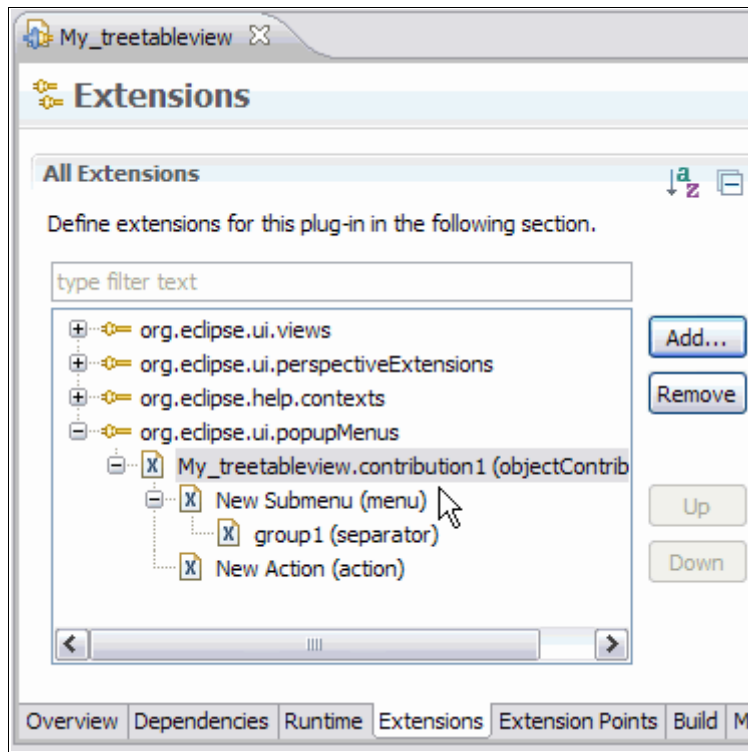 My_treetableview
Extensions
All Extensions
Define extensions for this plug-in in the following section.
type filter text
org.eclipse.ui.views
org.eclipse.ui.perspectiveExtensions
org.eclipse.help.contexts
org.eclipse.ui.popupMenus
My_treetableview.contribution1 (objectContrib
New Submenu (menu)
group1 (separator)
New Action (action)
Add...
Remove
Up
Down
Overview Dependencies Runtime Extensions Extension Points Build M